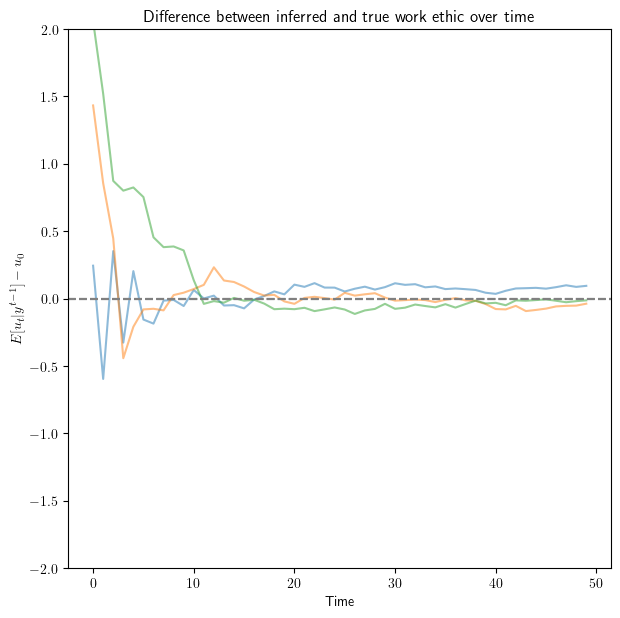 Difference between inferred and true work ethic over time
2.0
1.5
1.0
0.5
0.0
−0.5
−1.0
−1.5
−2.0
E[u_t|y^{t−1}] − u_0
0 10 20 30 40 50
Time